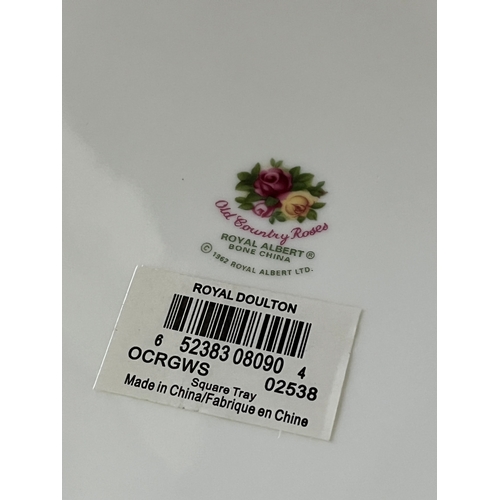 Old Country Roses
ROYAL ALBERT®
BONE CHINA
© 1962 ROYAL ALBERT LTD.
ROYAL DOULTON
6 52383 08090 4
OCRGWS 02538
Square Tray
Made in China/Fabrique en Chine